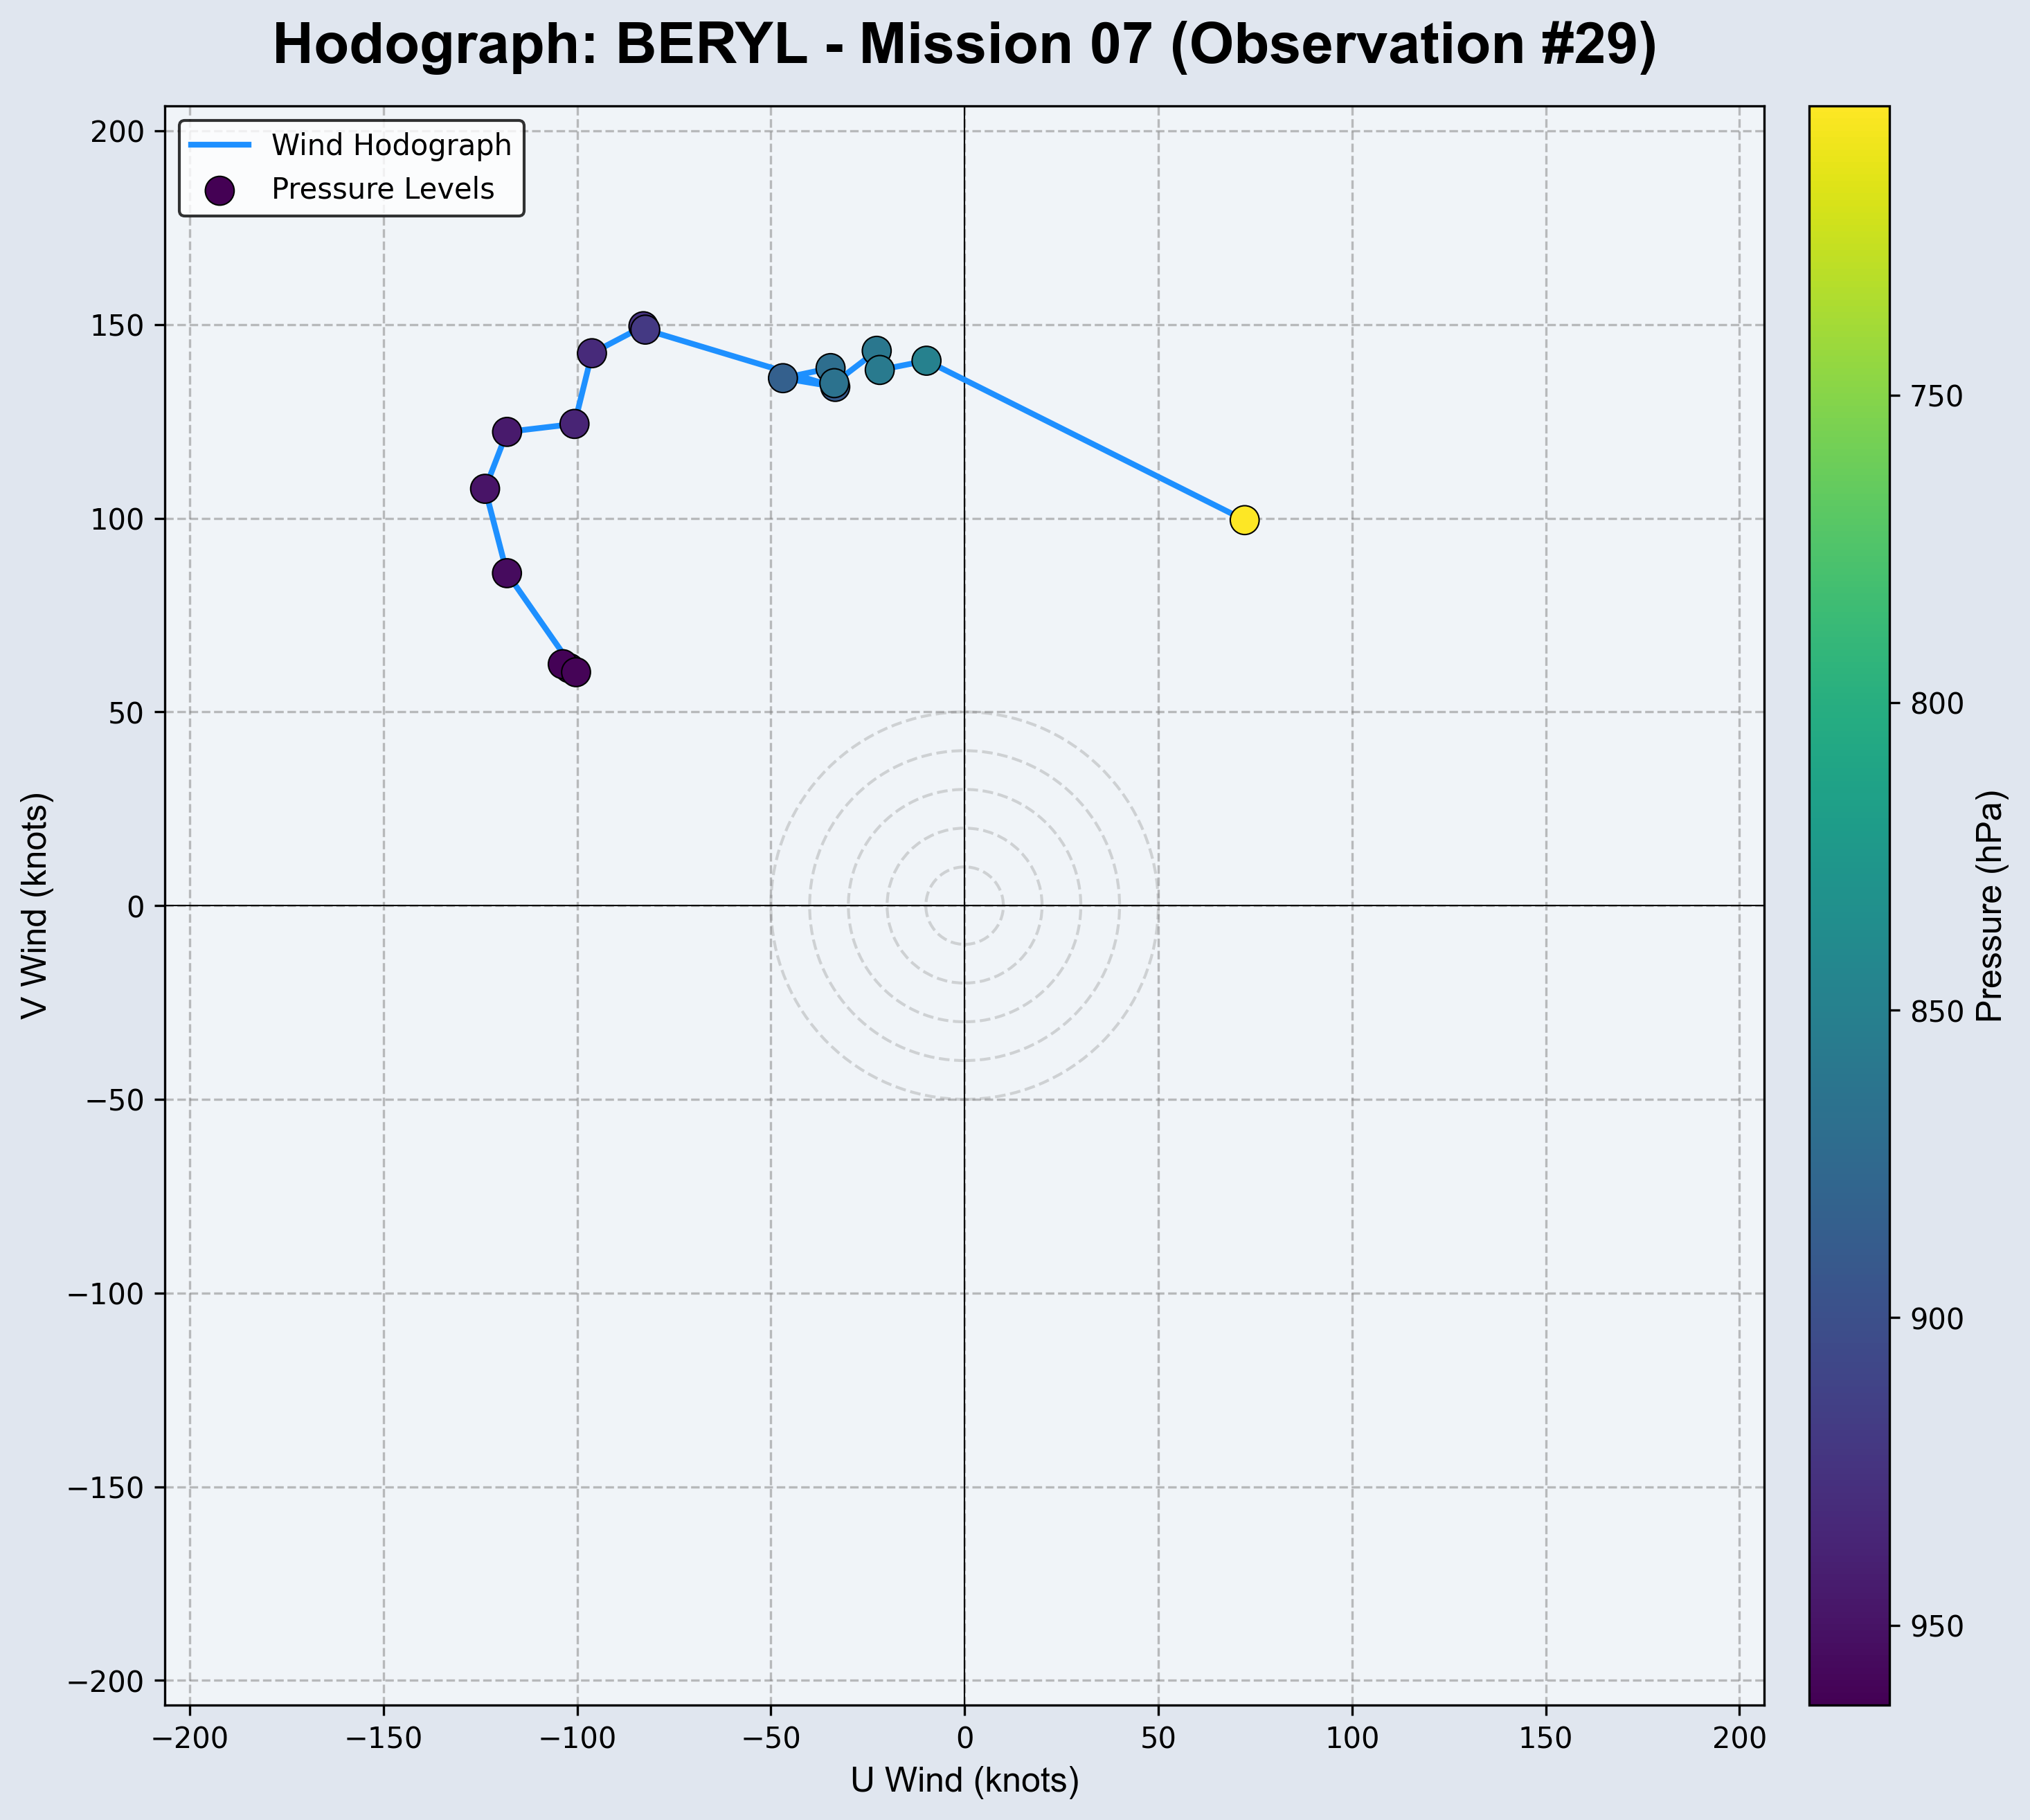 Hodograph: BERYL - Mission 07 (Observation #29)
Wind Hodograph
Pressure Levels
200
150
100
50
0
−50
−100
−150
−200
V Wind (knots)
−200 −150 −100 −50 0 50 100 150 200
U Wind (knots)
750
800
850
900
950
Pressure (hPa)